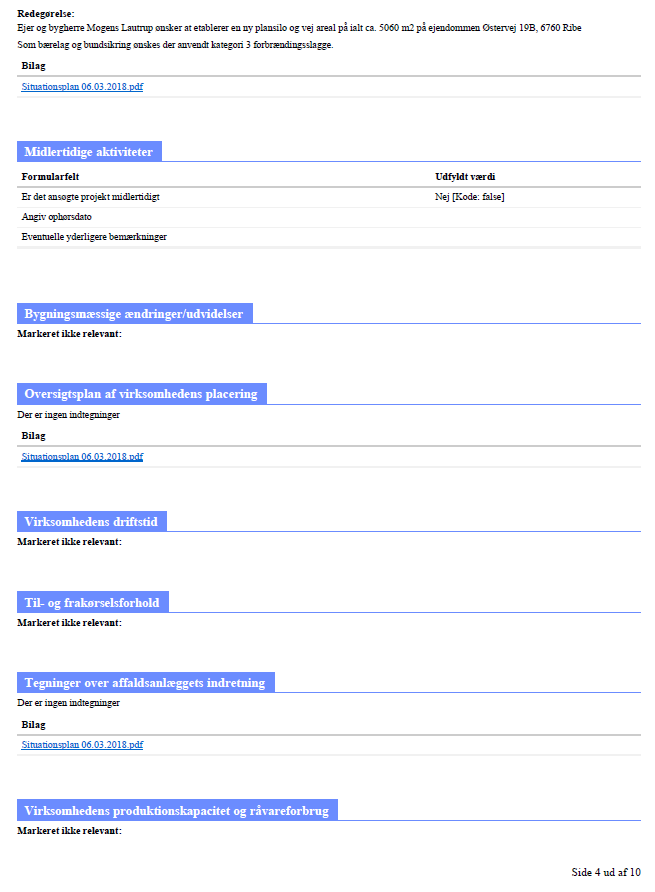 Redegørelse:
Ejer og bygherre Mogens Lautrup ønsker at etablerer en ny plansilo og vej areal på ialt ca. 5060 m2 på ejendommen Østervej 19B, 6760 Ribe
Som bærelag og bundsikring ønskes der anvendt kategori 3 forbrændingsslagge.
Bilag
Situationsplan 06.03.2018.pdf
Midlertidige aktiviteter
Formularfelt Udfyldt værdi
Er det ansøgte projekt midlertidigt Nej [Kode: false]
Angiv ophørsdato
Eventuelle yderligere bemærkninger
Bygningsmæssige ændringer/udvidelser
Markeret ikke relevant:
Oversigtsplan af virksomhedens placering
Der er ingen indtegninger
Bilag
Situationsplan 06.03.2018.pdf
Virksomhedens driftstid
Markeret ikke relevant:
Til- og frakørselsforhold
Markeret ikke relevant:
Tegninger over affaldsanlæggets indretning
Der er ingen indtegninger
Bilag
Situationsplan 06.03.2018.pdf
Virksomhedens produktionskapacitet og råvareforbrug
Markeret ikke relevant:
Side 4 ud af 10